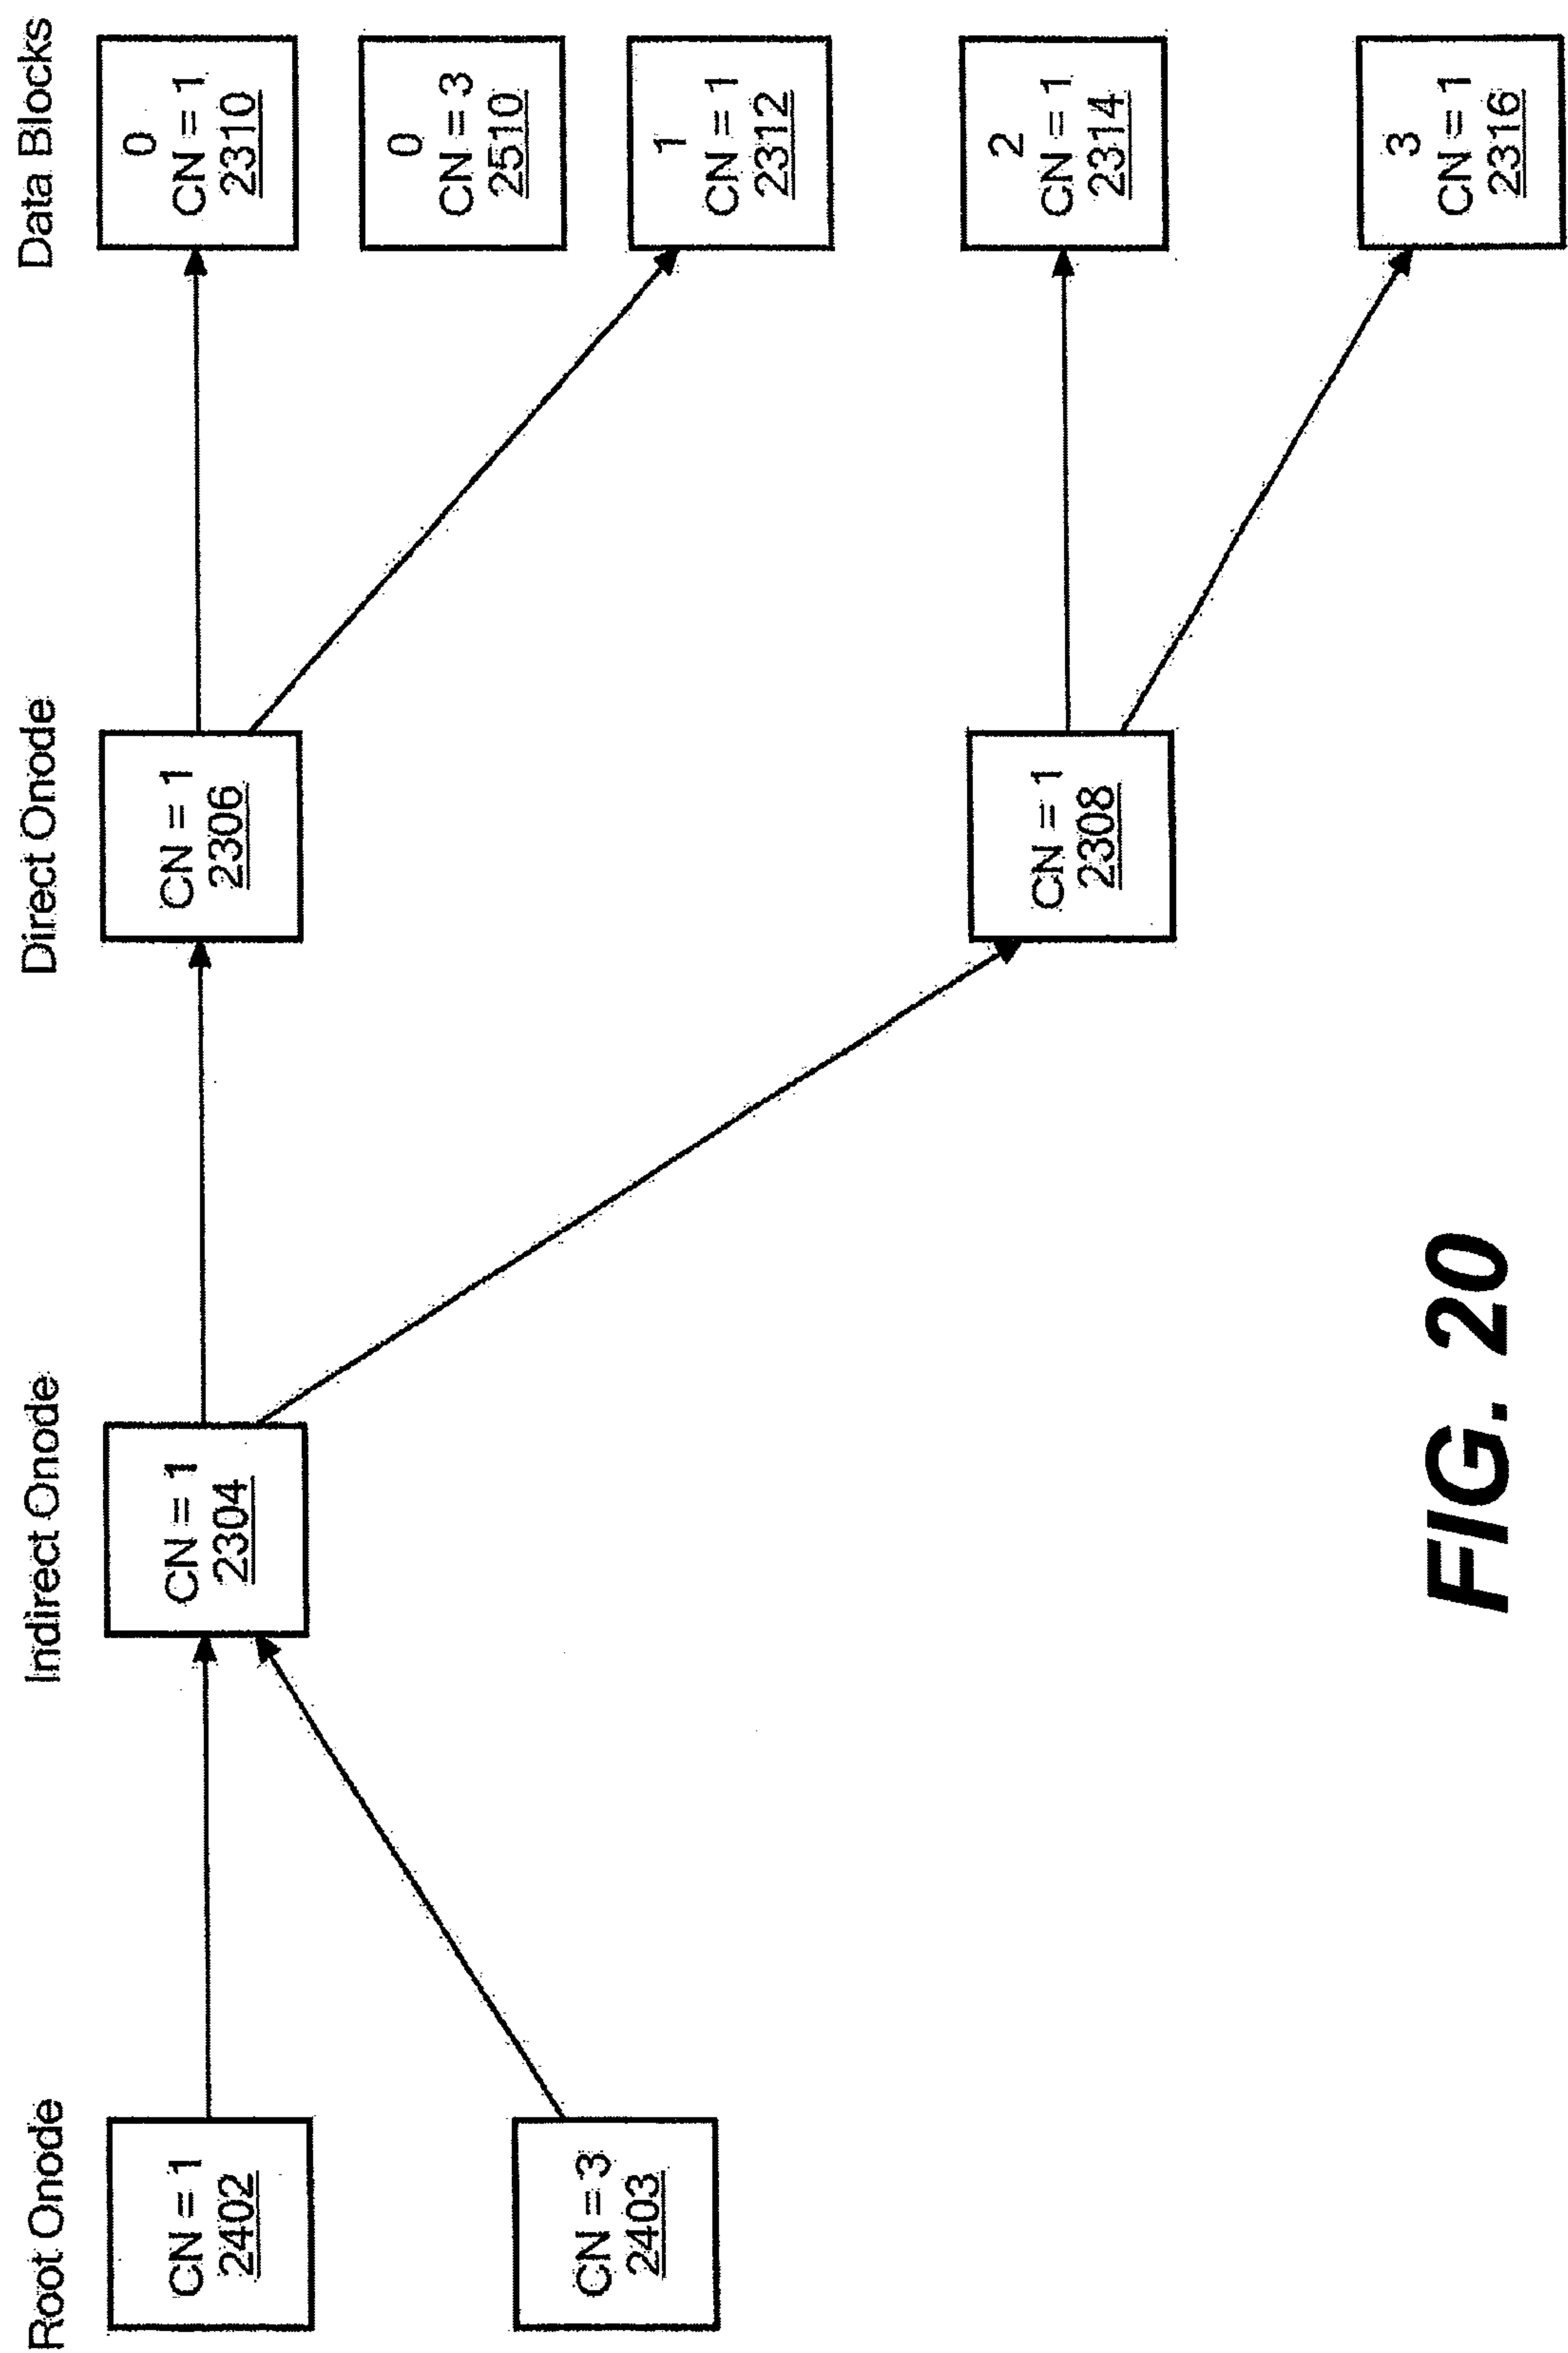 Root Onode
Indirect Onode
Direct Onode
Data Blocks
CN = 1
2402
CN = 3
2403
CN = 1
2304
CN = 1
2306
CN = 1
2308
0
CN = 1
2310
0
CN = 3
2510
1
CN = 1
2312
2
CN = 1
2314
3
CN = 1
2316
FIG. 20